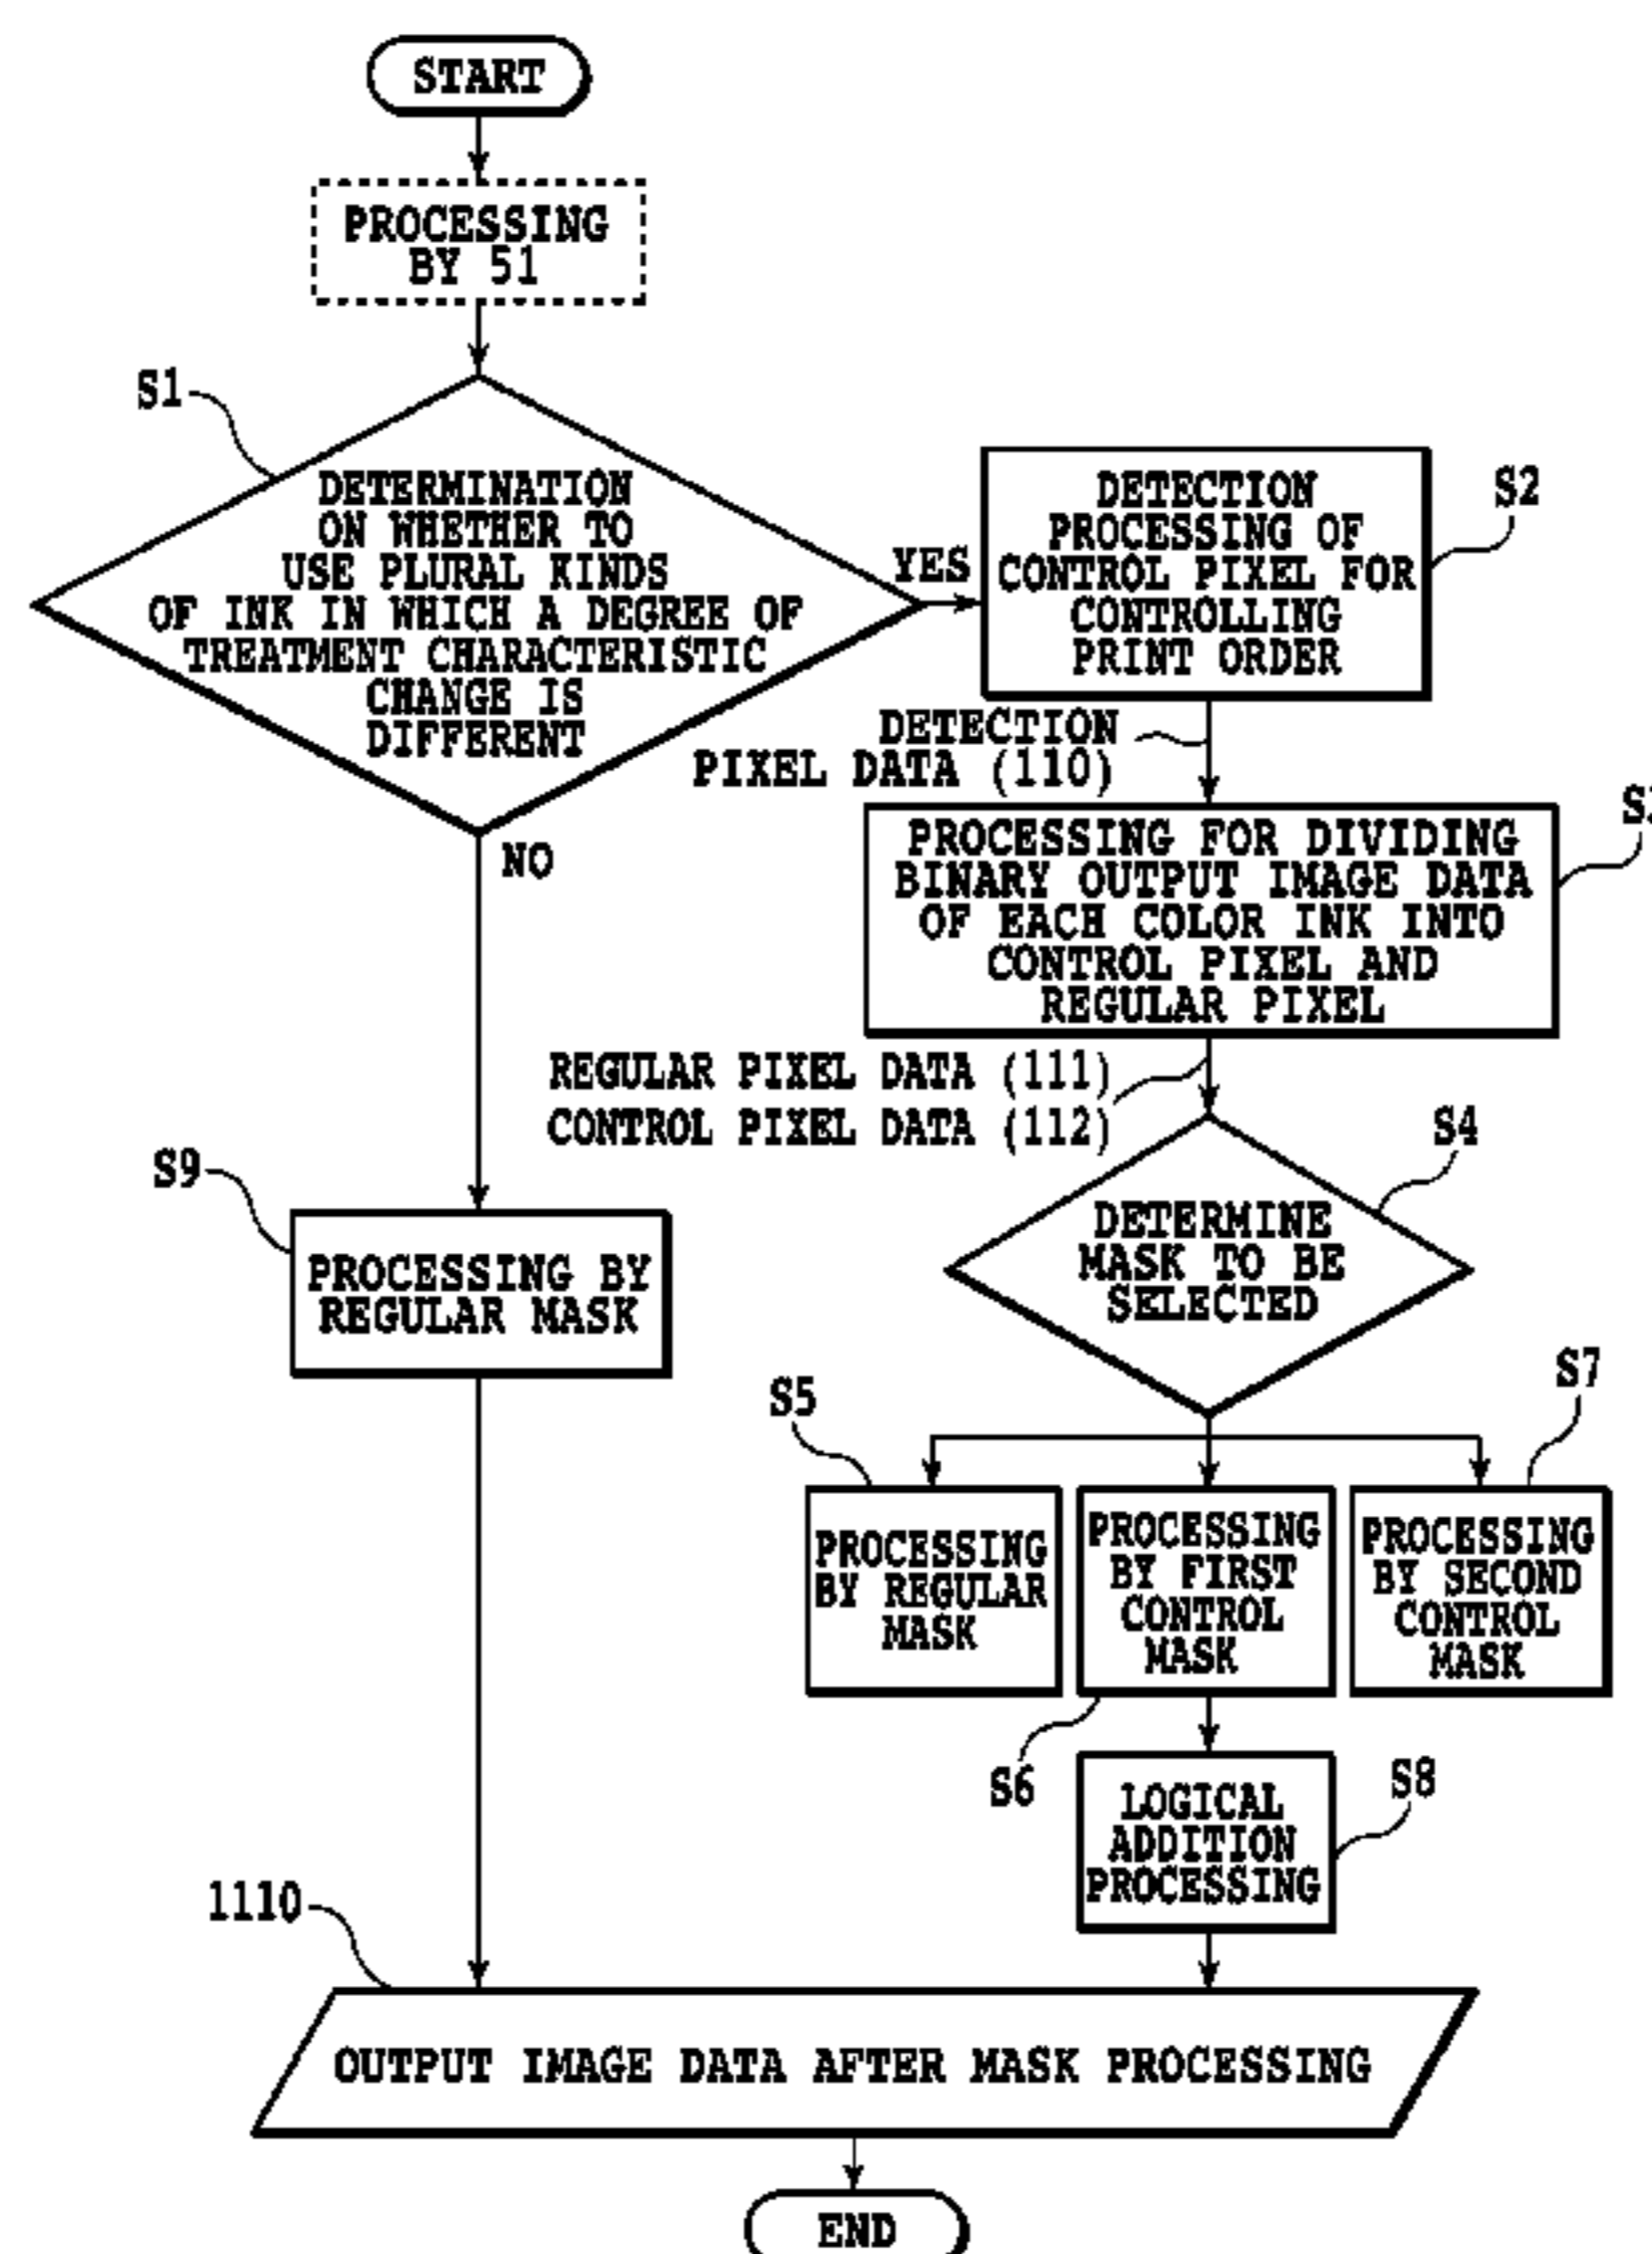 START
PROCESSING
BY 51
S1
DETERMINATION
ON WHETHER TO
USE PLURAL KINDS
OF INK IN WHICH A DEGREE OF
TREATMENT CHARACTERISTIC
CHANGE IS
DIFFERENT
YES
NO
DETECTION
PROCESSING OF
CONTROL PIXEL FOR
CONTROLLING
PRINT ORDER
S2
DETECTION
PIXEL DATA (110)
PROCESSING FOR DIVIDING
BINARY OUTPUT IMAGE DATA
OF EACH COLOR INK INTO
CONTROL PIXEL AND
REGULAR PIXEL
REGULAR PIXEL DATA (111)
CONTROL PIXEL DATA (112)
S4
DETERMINE
MASK TO BE
SELECTED
S9
PROCESSING BY
REGULAR MASK
S5
PROCESSING
BY REGULAR
MASK
PROCESSING
BY FIRST
CONTROL
MASK
S6
S7
PROCESSING
BY SECOND
CONTROL
MASK
LOGICAL
ADDITION
PROCESSING
S8
1110
OUTPUT IMAGE DATA AFTER MASK PROCESSING
END